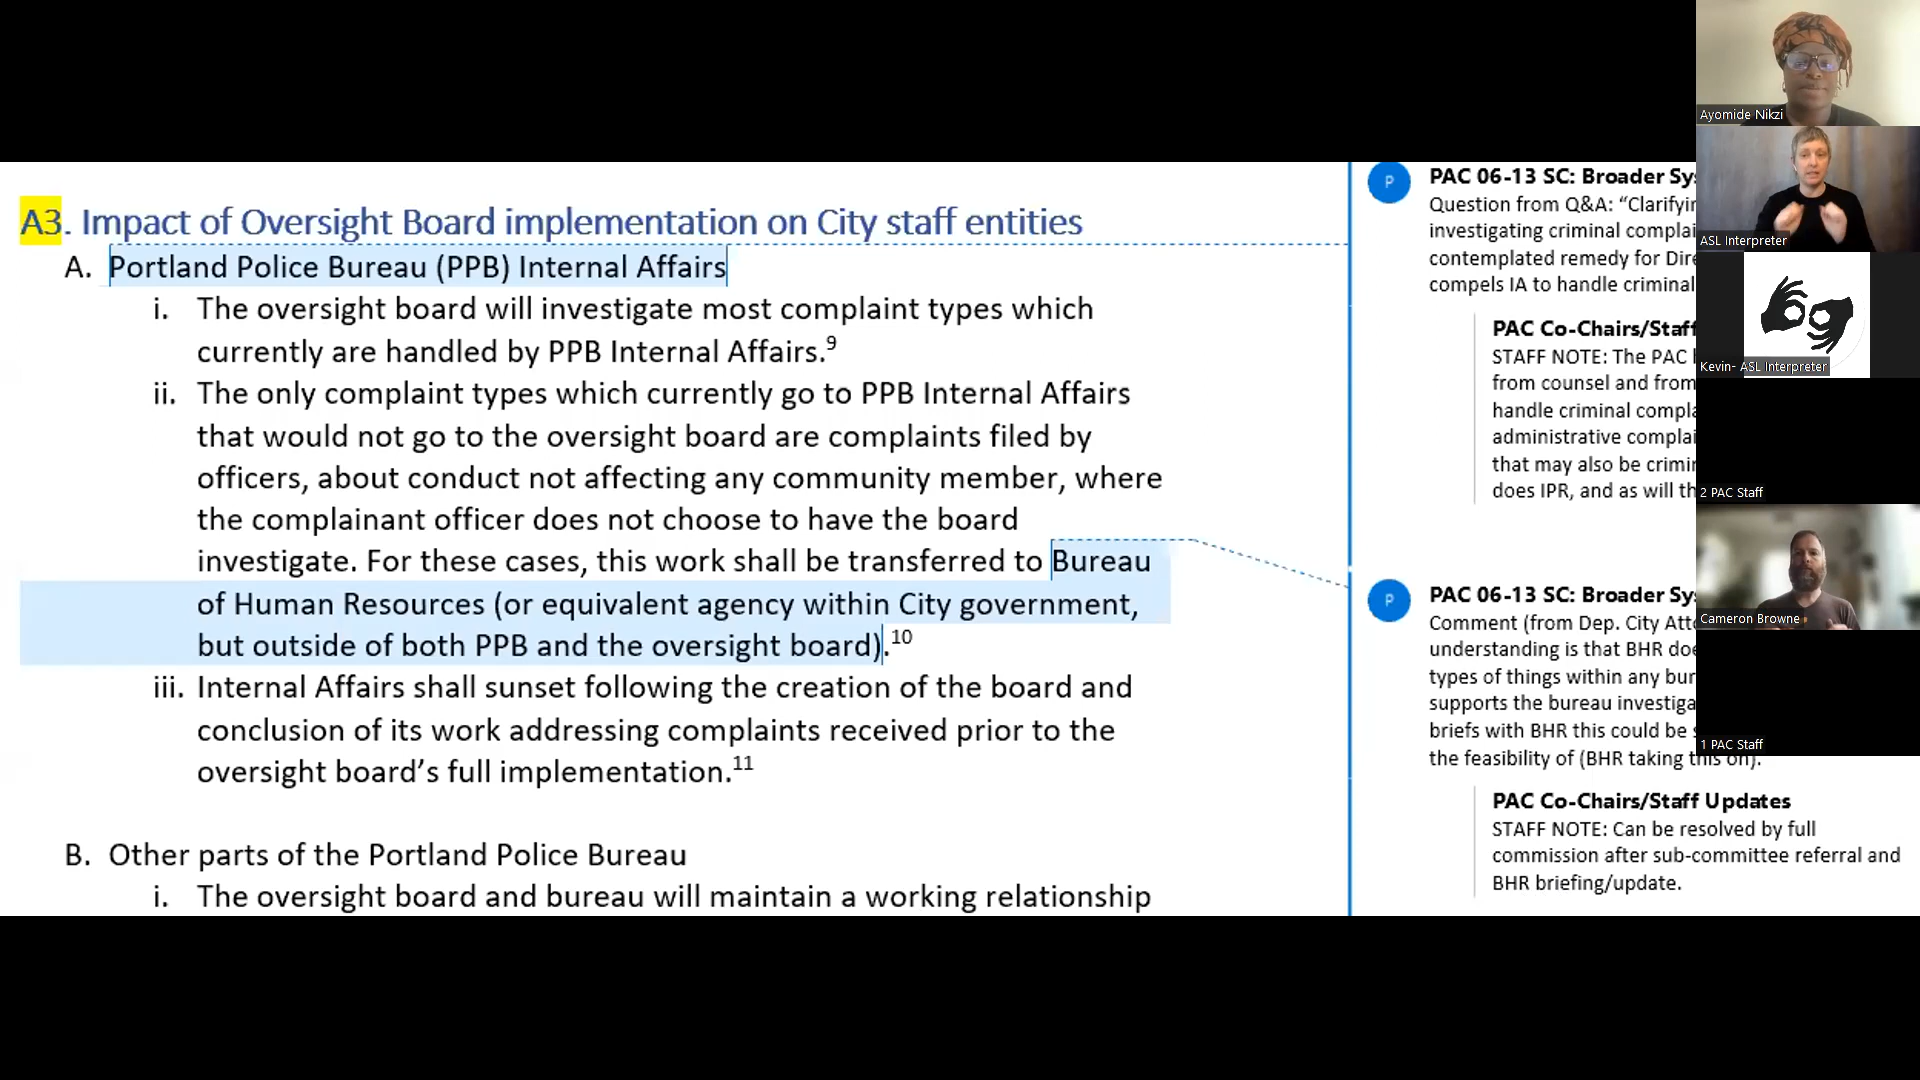 A3. Impact of Oversight Board implementation on City staff entities
A. Portland Police Bureau (PPB) Internal Affairs
i. The oversight board will investigate most complaint types which
currently are handled by PPB Internal Affairs.9
ii. The only complaint types which currently go to PPB Internal Affairs
that would not go to the oversight board are complaints filed by
officers, about conduct not affecting any community member, where
the complainant officer does not choose to have the board
investigate. For these cases, this work shall be transferred to Bureau
of Human Resources (or equivalent agency within City government,
but outside of both PPB and the oversight board).10
iii. Internal Affairs shall sunset following the creation of the board and
conclusion of its work addressing complaints received prior to the
oversight board's full implementation.11
B. Other parts of the Portland Police Bureau
i. The oversight board and bureau will maintain a working relationship
P
PAC 06-13 SC: Broader Sy
Question from Q&A: “Clarifyin
investigating criminal complai
contemplated remedy for Dire
compels IA to handle criminal
PAC Co-Chairs/Staff
STAFF NOTE: The PAC
from counsel and from
handle criminal compla
administrative complai
that may also be crimin
does IPR, and as will th
P
PAC 06-13 SC: Broader Sy
Comment (from Dep. City Atto
understanding is that BHR doe
types of things within any bur
supports the bureau investiga
briefs with BHR this could be
the feasibility of (BHR taking this on).
PAC Co-Chairs/Staff Updates
STAFF NOTE: Can be resolved by full
commission after sub-committee referral and
BHR briefing/update.
Ayomide Nikzi
ASL Interpreter
Kevin- ASL Interpreter
2 PAC Staff
Cameron Browne
1 PAC Staff